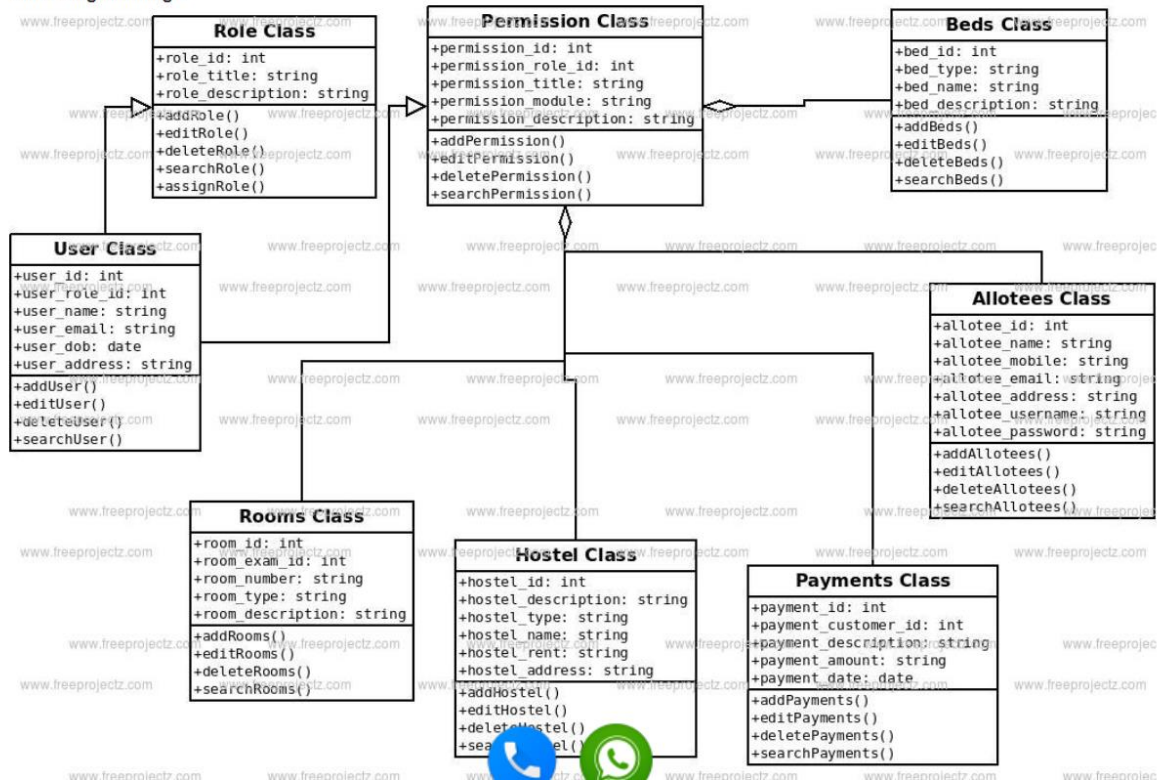 Role Class
+role_id: int
+role_title: string
+role_description: string
+addRole()
+editRole()
+deleteRole()
+searchRole()
+assignRole()
Permission Class
+permission_id: int
+permission_role_id: int
+permission_title: string
+permission_module: string
+permission_description: string
+addPermission()
+editPermission()
+deletePermission()
+searchPermission()
Beds Class
+bed_id: int
+bed_type: string
+bed_name: string
+bed_description: string
+addBeds()
+editBeds()
+deleteBeds()
+searchBeds()
User Class
+user_id: int
+user_role_id: int
+user_name: string
+user_email: string
+user_dob: date
+user_address: string
+addUser()
+editUser()
+deleteUser()
+searchUser()
Allotees Class
+allotee_id: int
+allotee_name: string
+allotee_mobile: string
+allotee_email: string
+allotee_address: string
+allotee_username: string
+allotee_password: string
+addAllotees()
+editAllotees()
+deleteAllotees()
+searchAllotees()
Rooms Class
+room_id: int
+room_exam_id: int
+room_number: string
+room_type: string
+room_description: string
+addRooms()
+editRooms()
+deleteRooms()
+searchRooms()
Hostel Class
+hostel_id: int
+hostel_description: string
+hostel_type: string
+hostel_name: string
+hostel_rent: string
+hostel_address: string
+addHostel()
+editHostel()
Payments Class
+payment_id: int
+payment_customer_id: int
+payment_description: string
+payment_amount: string
+payment_date: date
+addPayments()
+editPayments()
+deletePayments()
+searchPayments()
www.freeprojectz.com